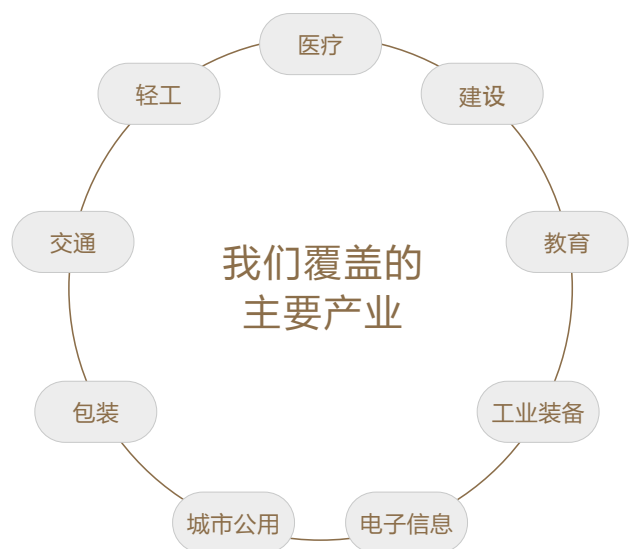 医疗
建设
教育
工业装备
电子信息
城市公用
包装
交通
轻工
我们覆盖的
主要产业